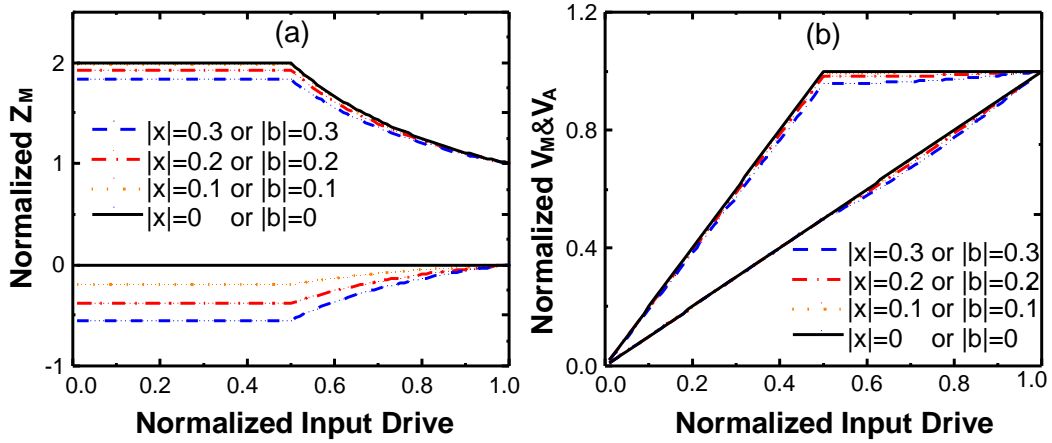 (a)
Normalized Z_M
2
1
0
-1
|x|=0.3 or |b|=0.3
|x|=0.2 or |b|=0.2
|x|=0.1 or |b|=0.1
|x|=0 or |b|=0
0.0 0.2 0.4 0.6 0.8 1.0
Normalized Input Drive
(b)
Normalized V_M&V_A
1.2
0.8
0.4
0.0
|x|=0.3 or |b|=0.3
|x|=0.2 or |b|=0.2
|x|=0.1 or |b|=0.1
|x|=0 or |b|=0
0.0 0.2 0.4 0.6 0.8 1.0
Normalized Input Drive